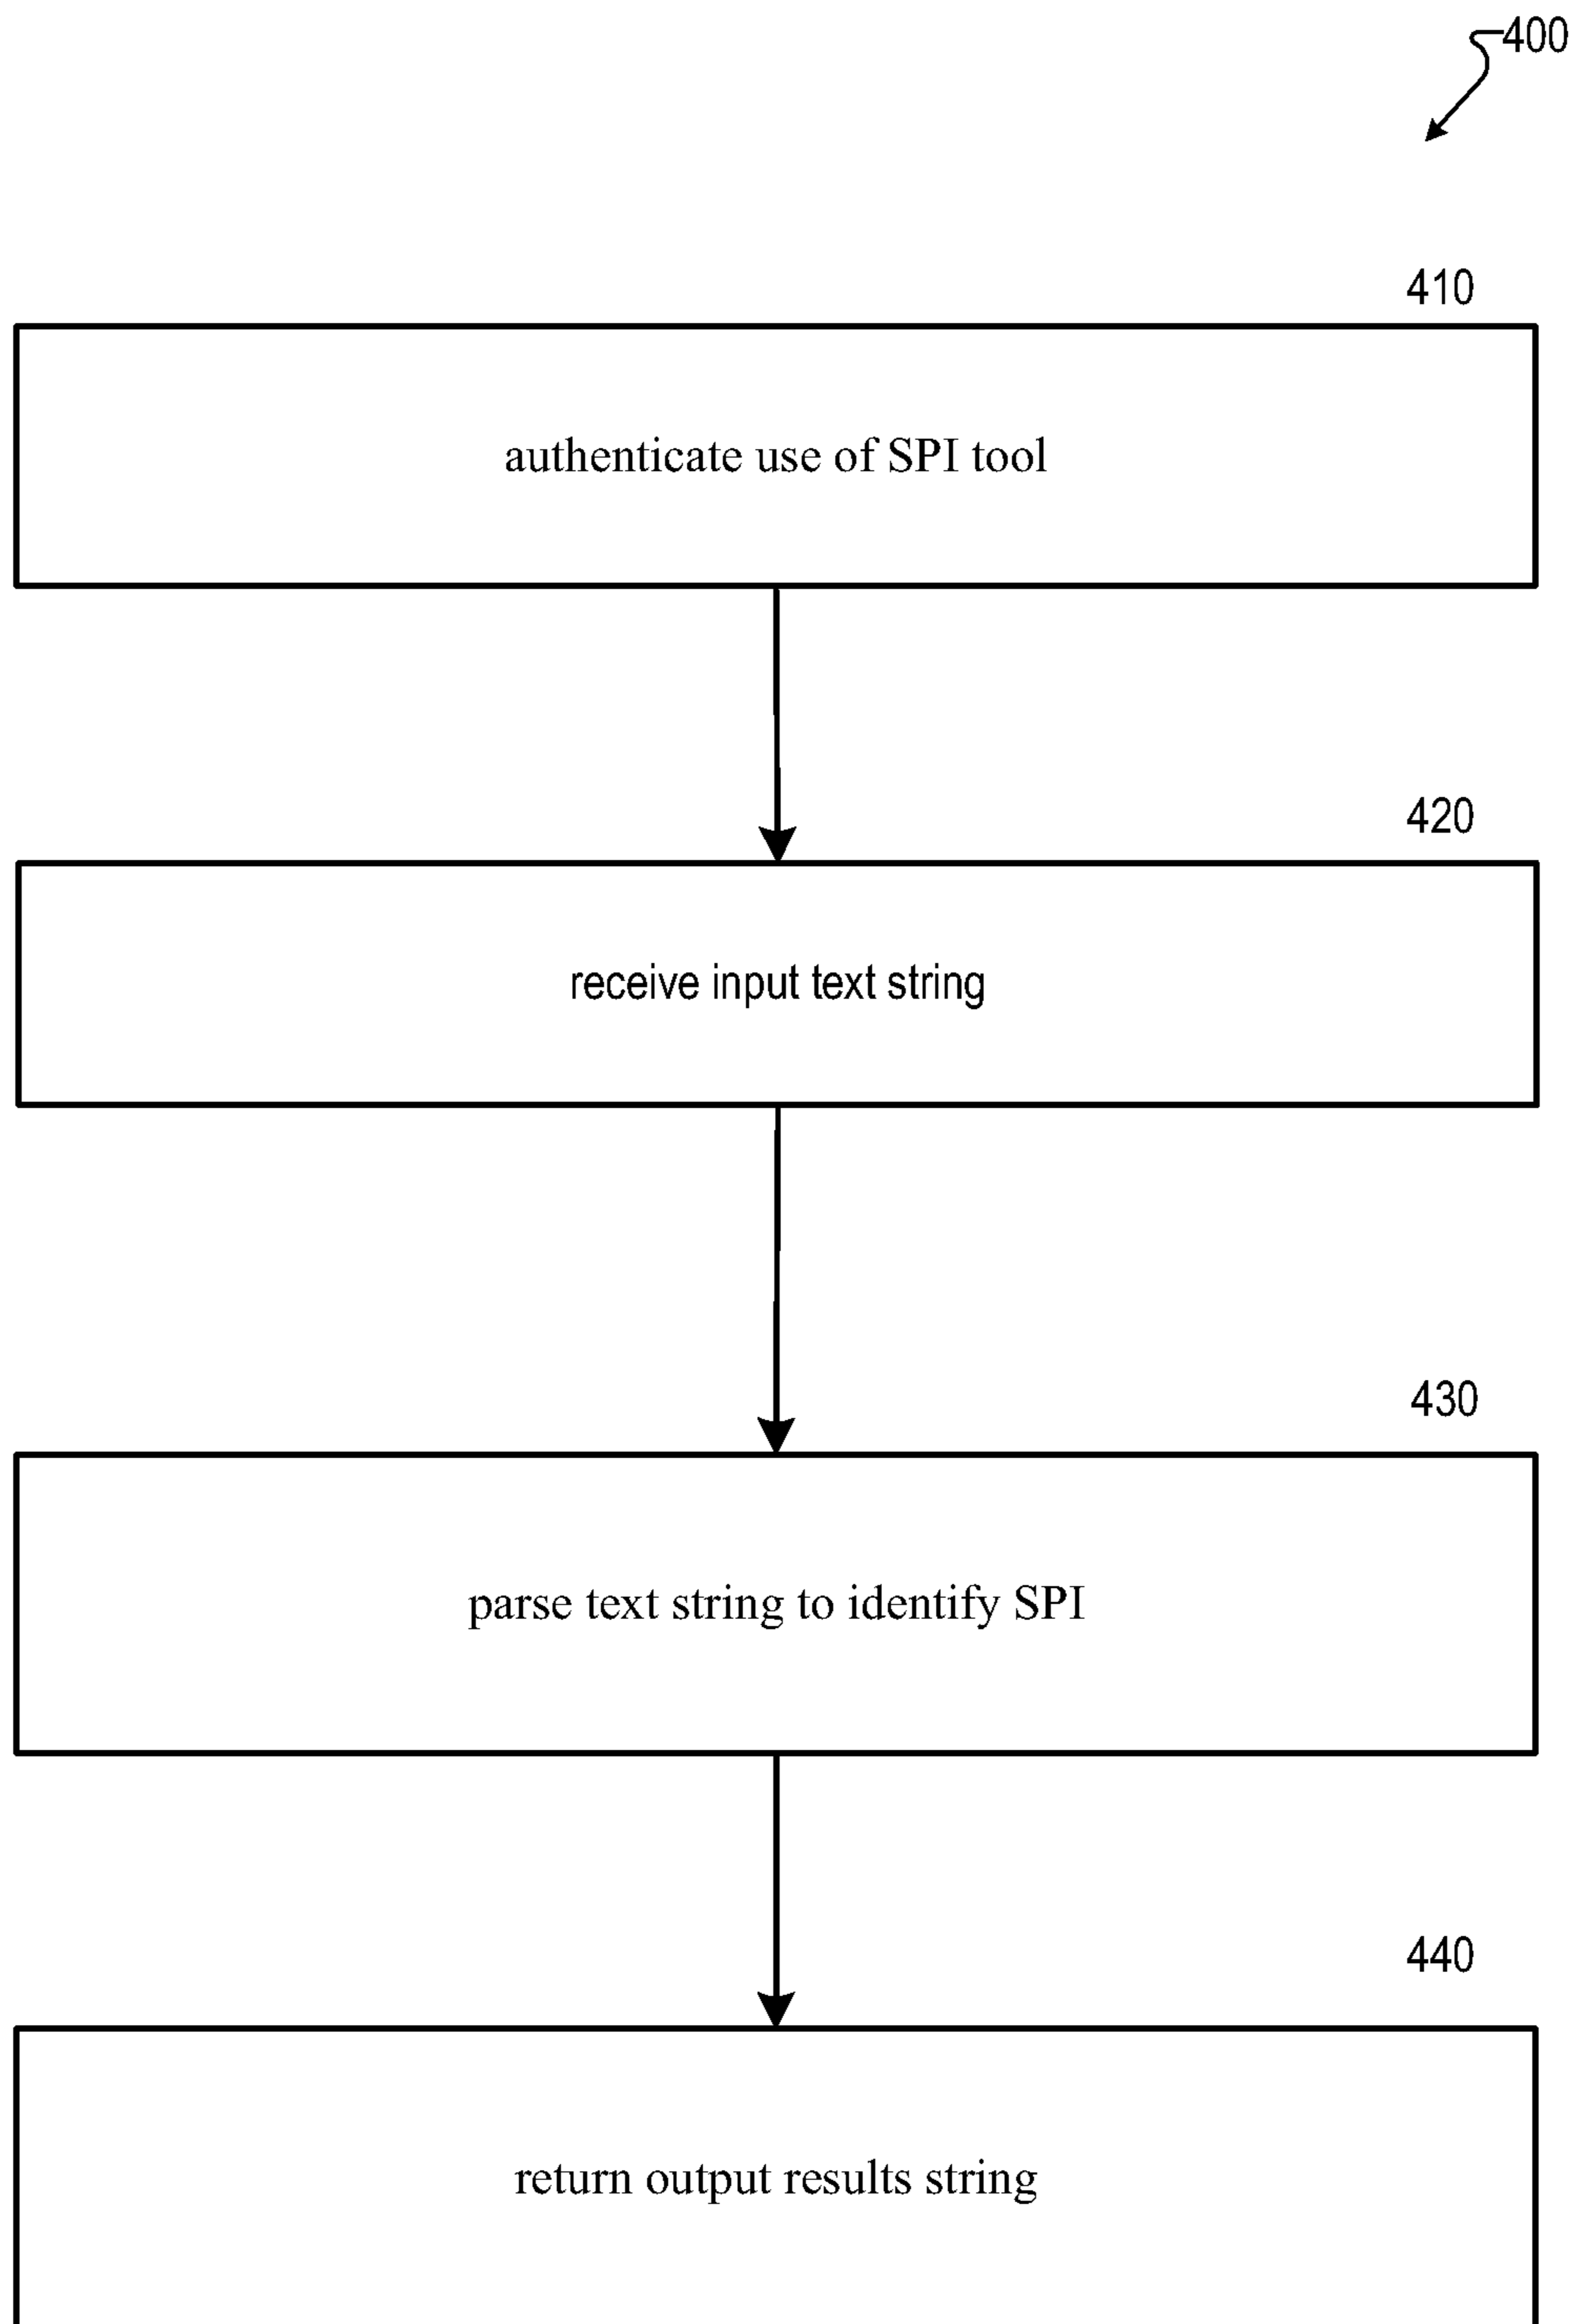 400
410
authenticate use of SPI tool
420
receive input text string
430
parse text string to identify SPI
440
return output results string